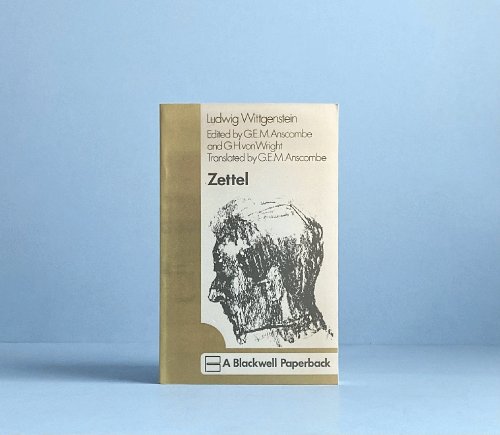 Ludwig Wittgenstein
Edited by G.E.M. Anscombe
and G.H. von Wright
Translated by G.E.M. Anscombe
Zettel
A Blackwell Paperback